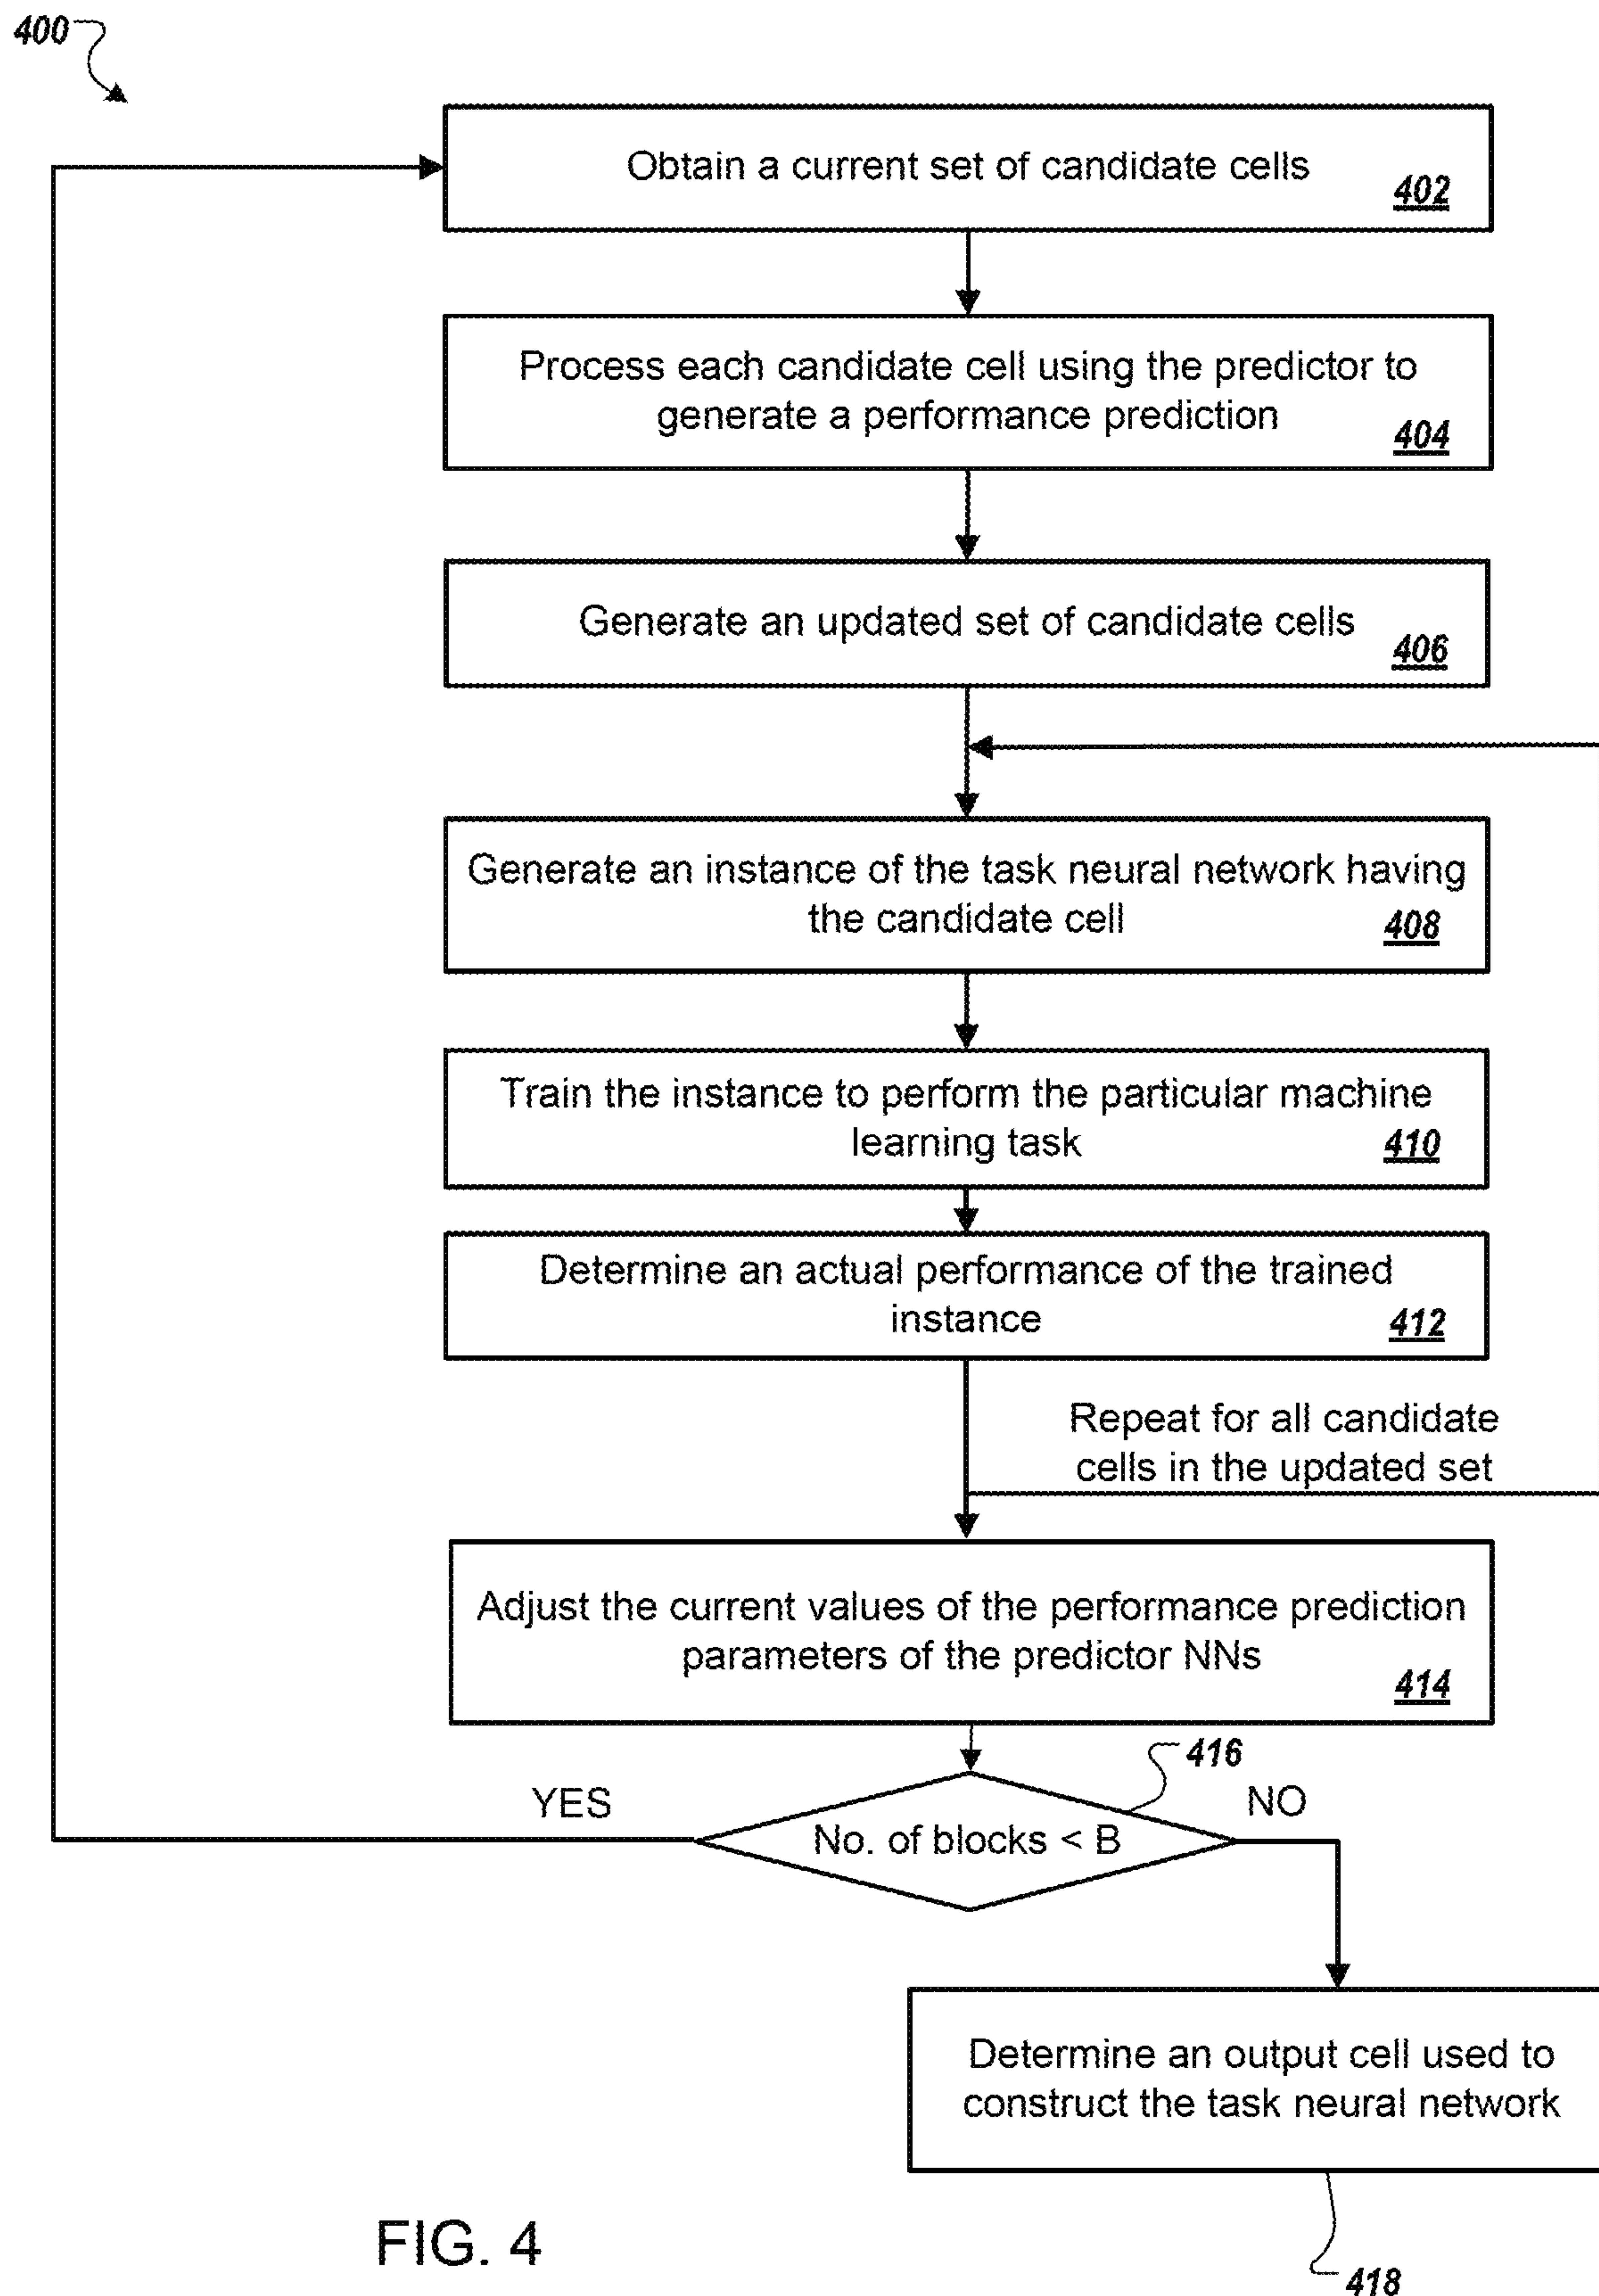 400
Obtain a current set of candidate cells
402
Process each candidate cell using the predictor to
generate a performance prediction
404
Generate an updated set of candidate cells
406
Generate an instance of the task neural network having
the candidate cell
408
Train the instance to perform the particular machine
learning task
410
Determine an actual performance of the trained
instance
412
Repeat for all candidate
cells in the updated set
Adjust the current values of the performance prediction
parameters of the predictor NNs
414
416
YES
NO
No. of blocks < B
Determine an output cell used to
construct the task neural network
418
FIG. 4